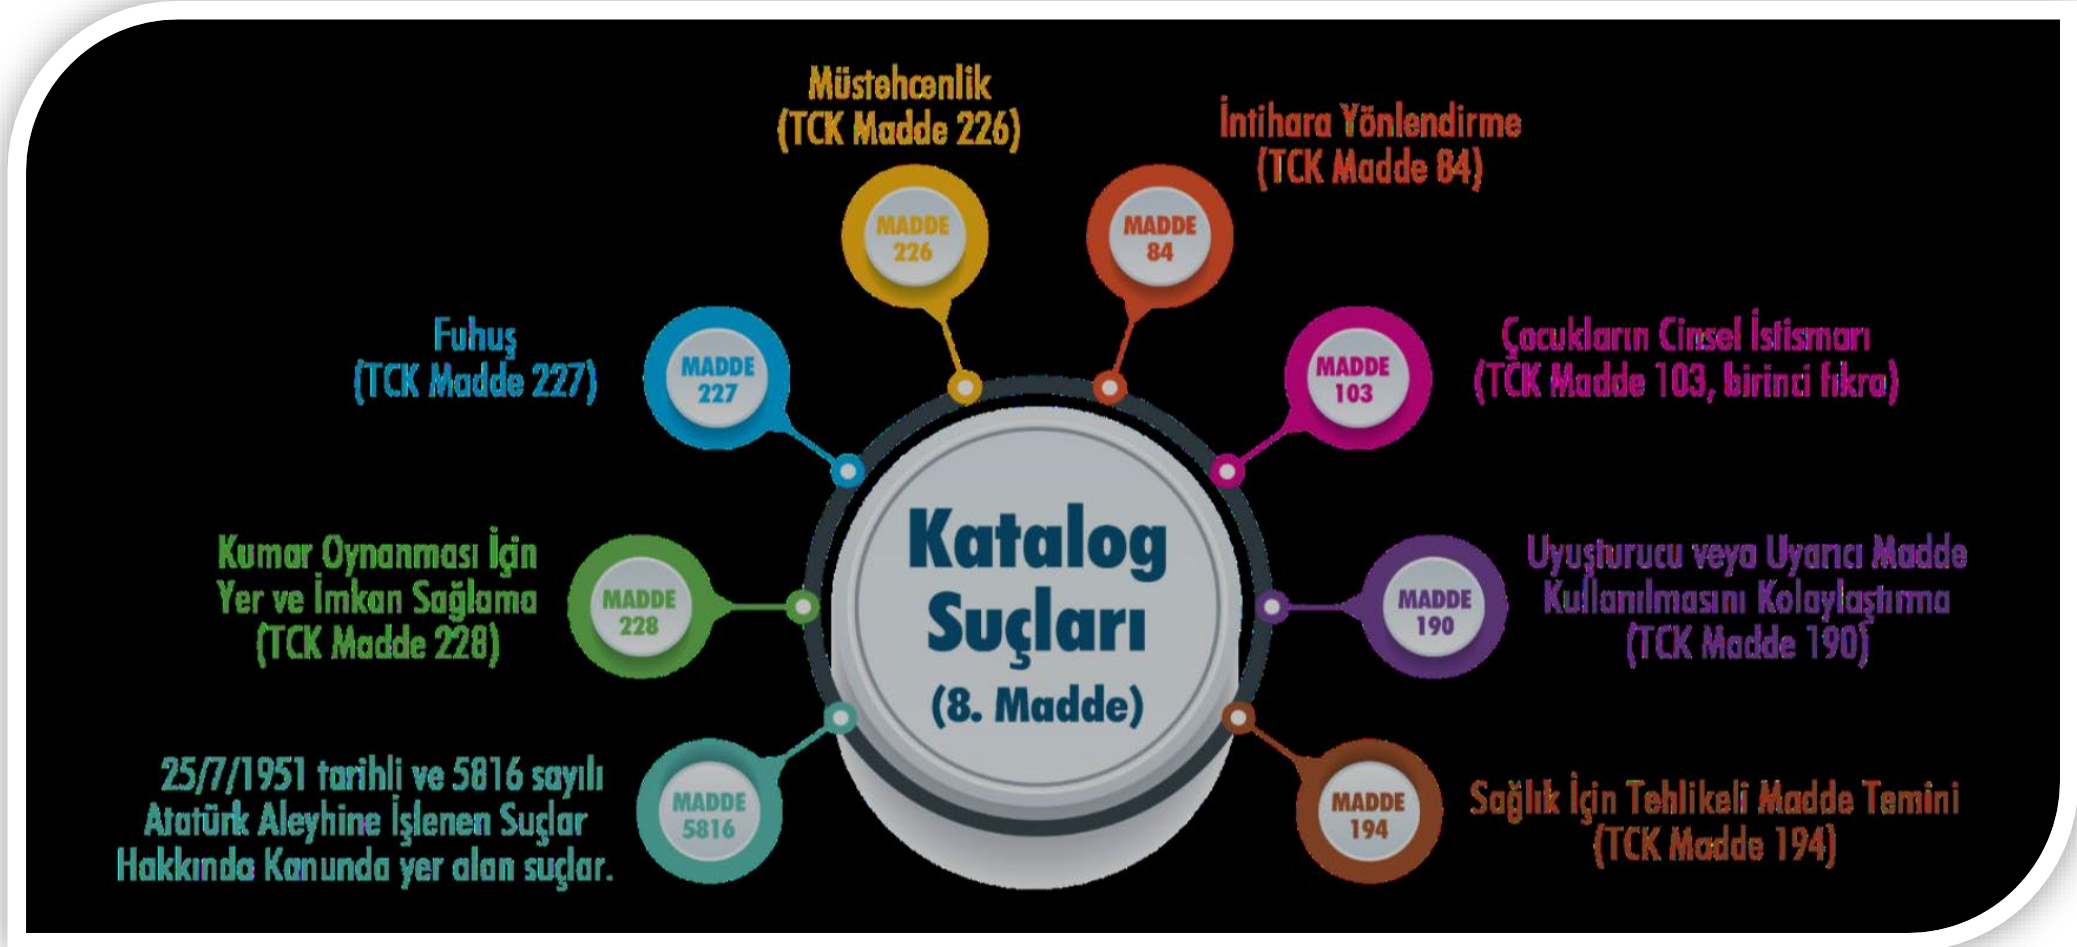 Müstehcenlik
(TCK Madde 226)
MADDE
226
İntihara Yönlendirme
(TCK Madde 84)
MADDE
84
Fuhuş
(TCK Madde 227)
MADDE
227
Çocukların Cinsel İstismarı
(TCK Madde 103, birinci fıkra)
MADDE
103
Kumar Oynanması İçin
Yer ve İmkan Sağlama
(TCK Madde 228)
MADDE
228
Katalog
Suçları
(8. Madde)
Uyuşturucu veya Uyarıcı Madde
Kullanılmasını Kolaylaştırma
(TCK Madde 190)
MADDE
190
25/7/1951 tarihli ve 5816 sayılı
Atatürk Aleyhine İşlenen Suçlar
Hakkında Kanunda yer alan suçlar.
MADDE
5816
Sağlık İçin Tehlikeli Madde Temini
(TCK Madde 194)
MADDE
194